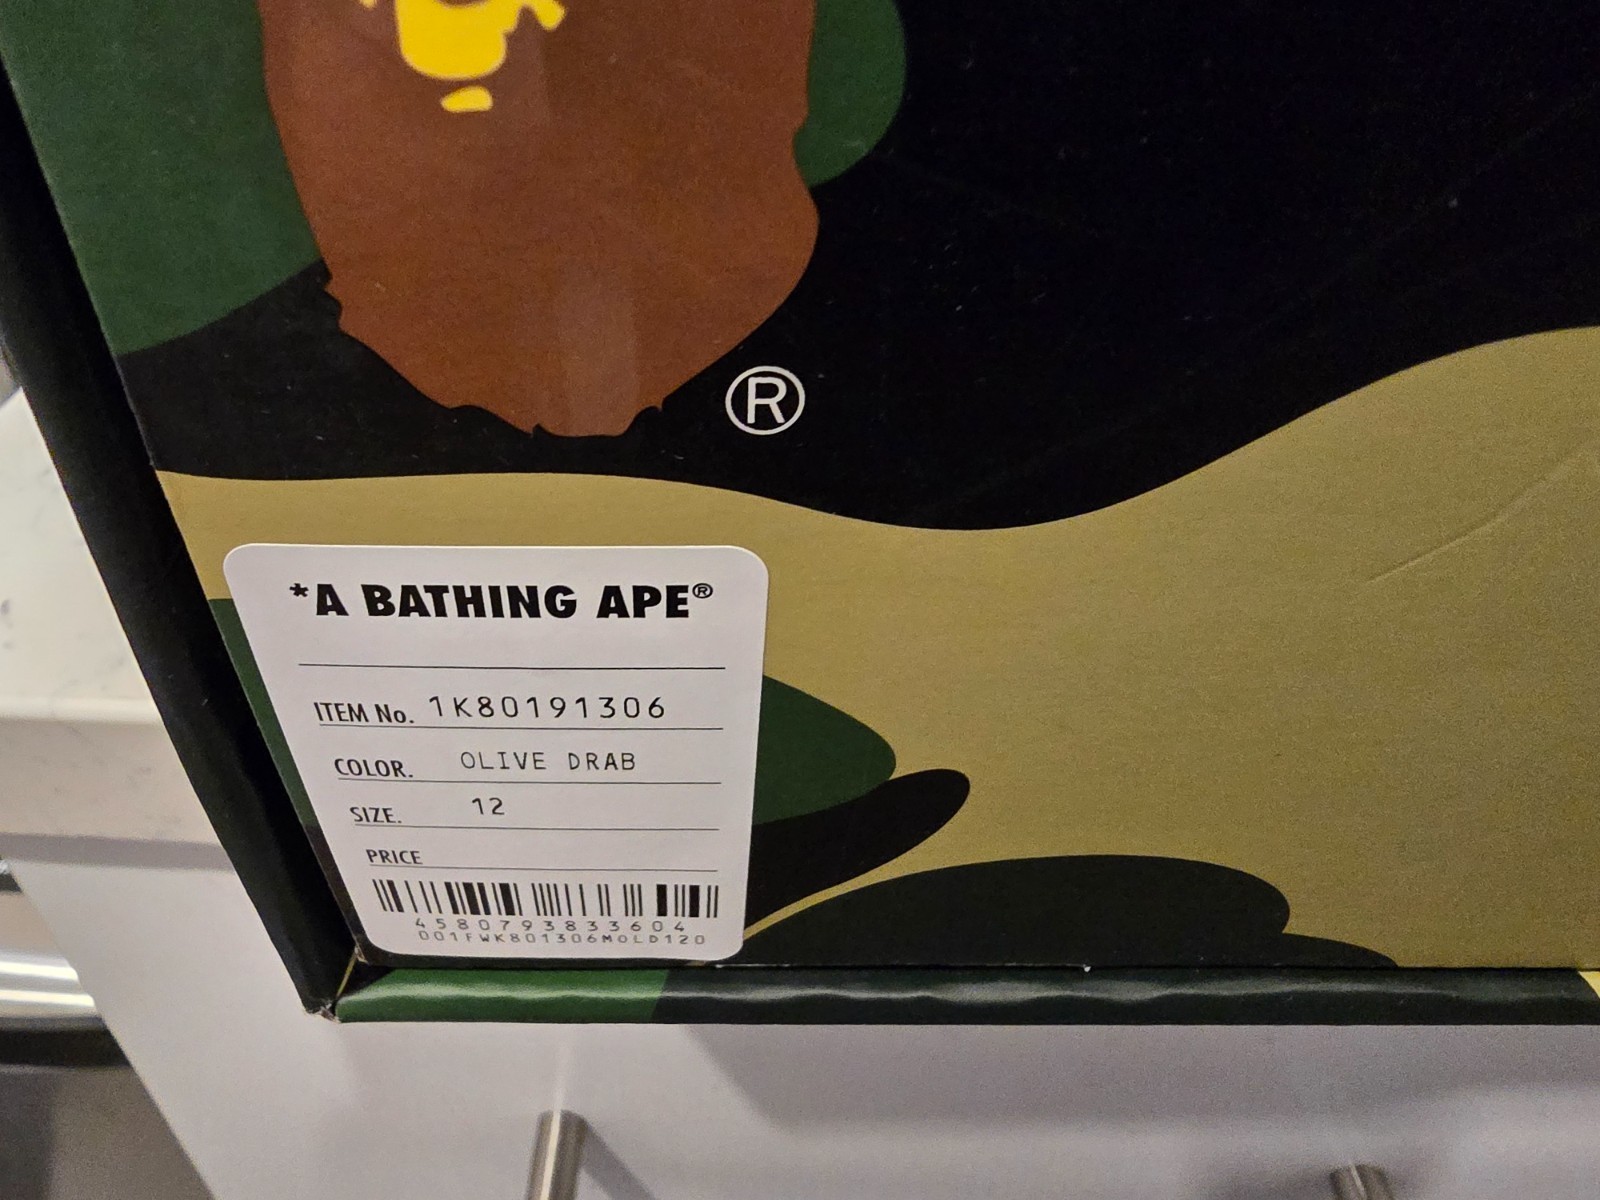 ®
*A BATHING APE®
ITEM No. 1K80191306
COLOR. OLIVE DRAB
SIZE. 12
PRICE
4580793833604
001FWK801306MOLD120